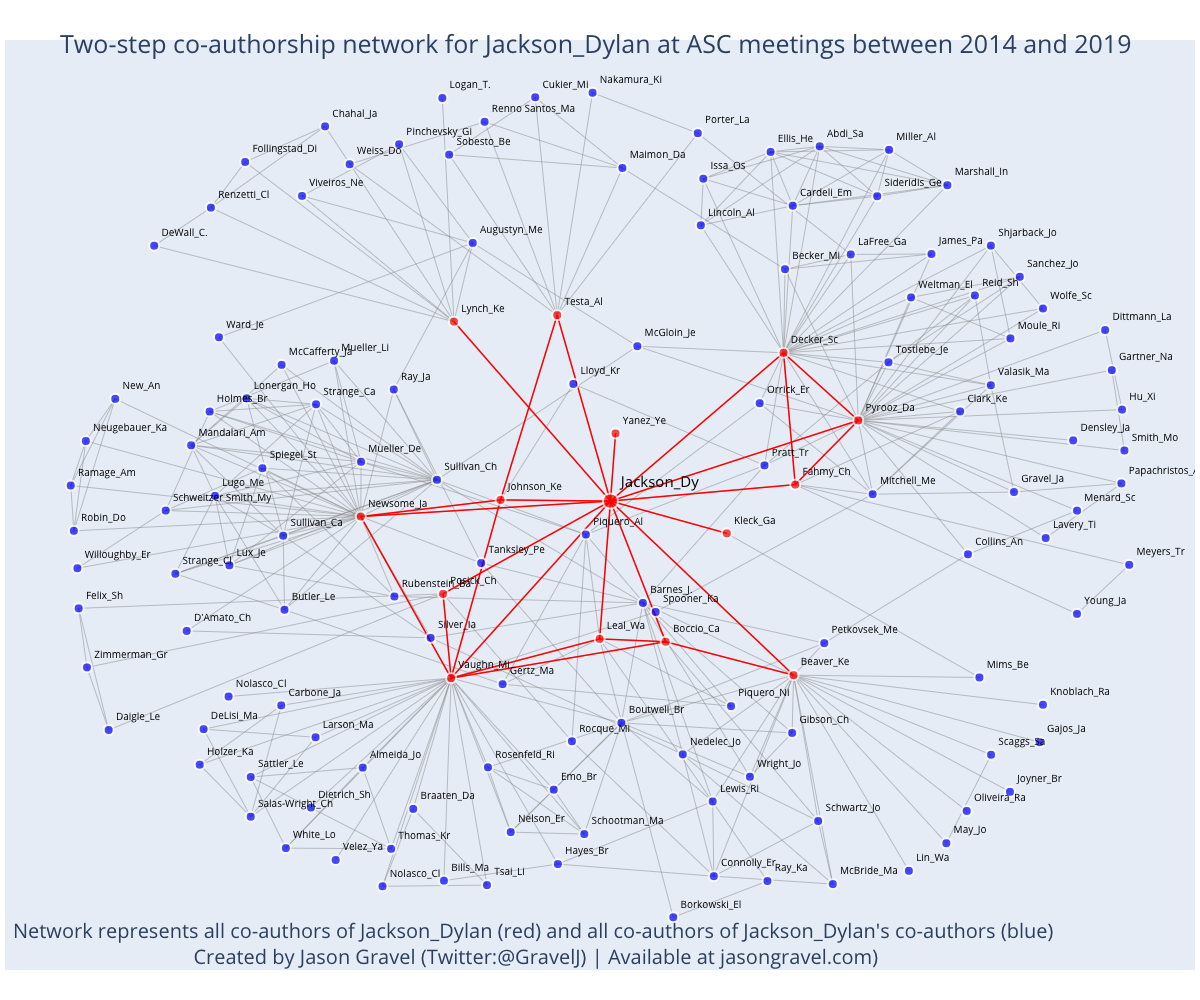 Two-step co-authorship network for Jackson_Dylan at ASC meetings between 2014 and 2019
Logan_T.
Cukier_Mi
Nakamura_Ki
Renno Santos_Ma
Chahal_Ja
Pinchevsky_Gi
Sobesto_Be
Porter_La
Ellis_He
Abdi_Sa
Miller_Al
Follingstad_Di
Weiss_Do
Maimon_Da
Issa_Os
Marshall_In
Viveiros_Ne
Cardeli_Em
Sideridis_Ge
Renzetti_Cl
Lincoln_Al
DeWall_C.
Augustyn_Me
Becker_Mi
LaFree_Ga
James_Pa
Shjarback_Jo
Sanchez_Jo
Weltman_El
Reid_Sh
Wolfe_Sc
Lynch_Ke
Testa_Al
Ward_Je
McGloin_Je
Decker_Sc
Moule_Ri
Dittmann_La
McCafferty_Ja
Mueller_Li
Tostlebe_Je
Gartner_Na
Lloyd_Kr
Valasik_Ma
New_An
Lonergan_Ho
Ray_Ja
Strange_Ca
Orrick_Er
Clark_Ke
Hu_Xi
Holmes_Br
Pyrooz_Da
Yanez_Ye
Neugebauer_Ka
Mandalari_Am
Densley_Ja
Smith_Mo
Mueller_De
Pratt_Tr
Spiegel_St
Sullivan_Ch
Fahmy_Ch
Ramage_Am
Lugo_Me
Johnson_Ke
Jackson_Dy
Mitchell_Me
Gravel_Ja
Papachristos_A
Schweitzer Smith_My
Newsome_Ja
Menard_Sc
Robin_Do
Sullivan_Ca
Piquero_Al
Kleck_Ga
Lavery_Ti
Willoughby_Er
Strange_Cl
Lux_Je
Tanksley_Pe
Collins_An
Meyers_Tr
Rubenstein_Ba
Posick_Ch
Felix_Sh
Butler_Le
Barnes_J.
Spooner_Ka
Young_Ja
D'Amato_Ch
Silver_Ia
Leal_Wa
Boccio_Ca
Petkovsek_Me
Zimmerman_Gr
Vaughn_Mi
Gertz_Ma
Beaver_Ke
Mims_Be
Nolasco_Cl
Carbone_Ja
Piquero_Ni
Knoblach_Ra
Daigle_Le
DeLisi_Ma
Boutwell_Br
Larson_Ma
Rocque_Mi
Gibson_Ch
Gajos_Ja
Holzer_Ka
Almeida_Jo
Rosenfeld_Ri
Nedelec_Jo
Scaggs_Sa
Sattler_Le
Emo_Br
Wright_Jo
Joyner_Br
Salas-Wright_Ch
Dietrich_Sh
Braaten_Da
Lewis_Ri
Oliveira_Ra
Nelson_Er
Schootman_Ma
Schwartz_Jo
May_Jo
White_Lo
Velez_Ya
Thomas_Kr
Hayes_Br
Lin_Wa
Nolasco_Cl
Bills_Ma
Tsai_Li
Connolly_Er
Ray_Ka
McBride_Ma
Borkowski_El
Network represents all co-authors of Jackson_Dylan (red) and all co-authors of Jackson_Dylan's co-authors (blue)
Created by Jason Gravel (Twitter:@GravelJ) | Available at jasongravel.com)